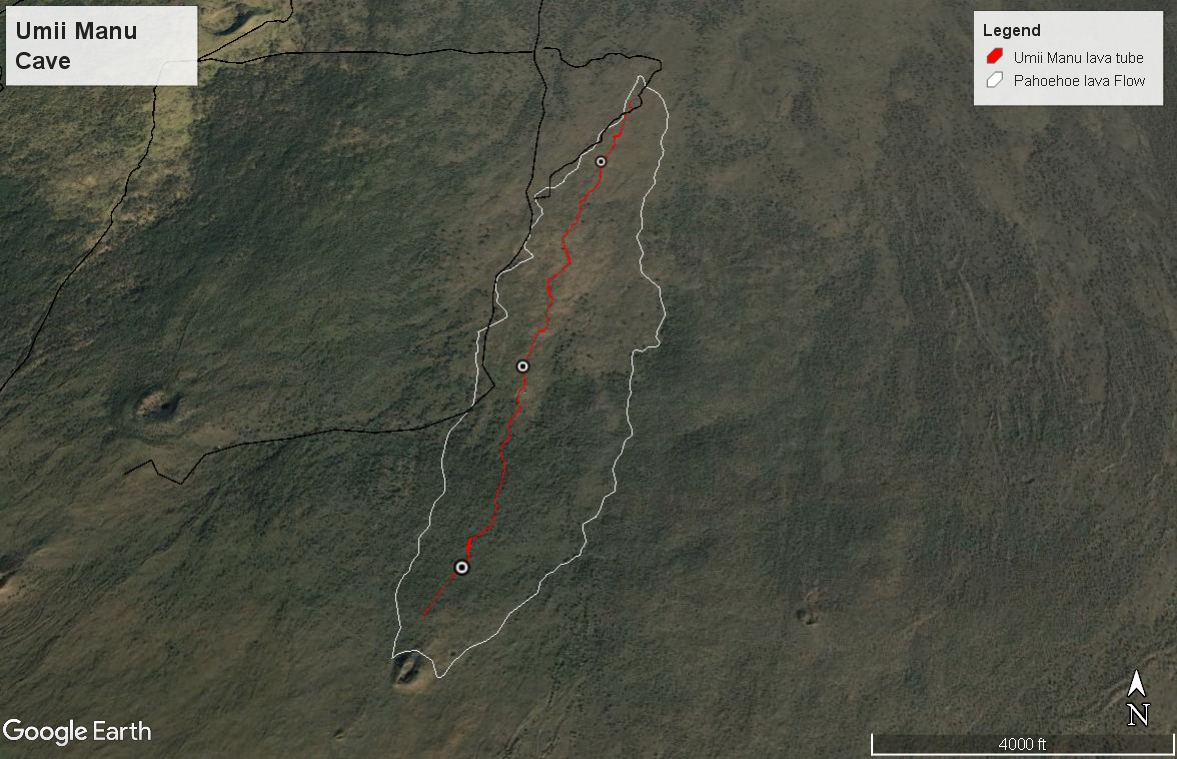 Umii Manu
Cave
Legend
Umii Manu lava tube
Pahoehoe lava Flow
N
Google Earth
4000 ft